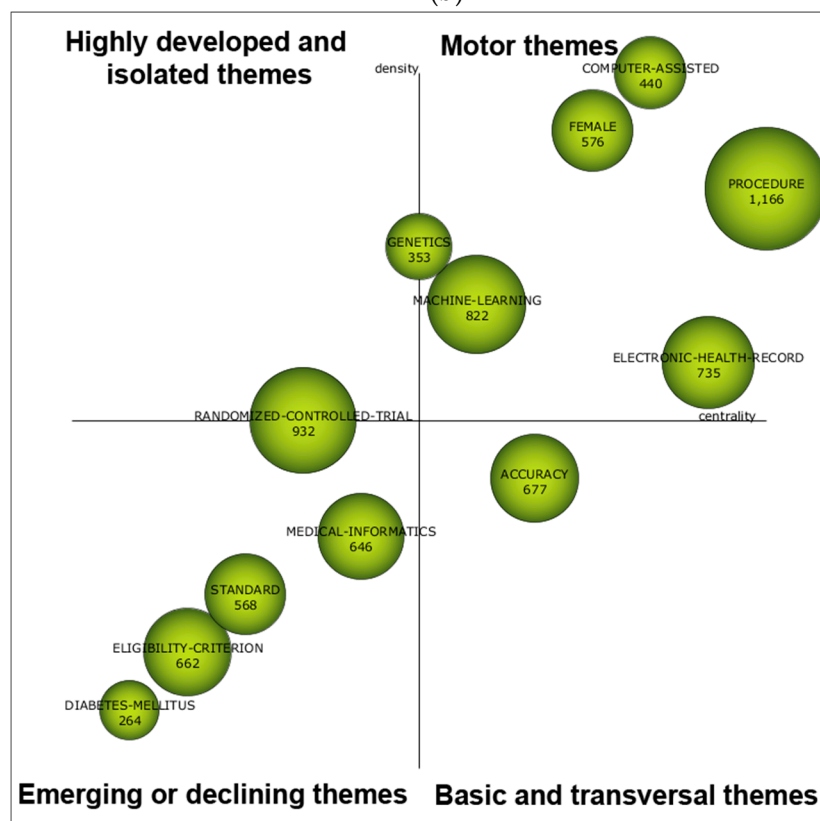 Highly developed and
isolated themes
Motor themes
density
COMPUTER-ASSISTED
440
FEMALE
576
PROCEDURE
1,166
GENETICS
353
MACHINE-LEARNING
822
ELECTRONIC-HEALTH-RECORD
735
RANDOMIZED-CONTROLLED-TRIAL
932
centrality
ACCURACY
677
MEDICAL-INFORMATICS
646
STANDARD
568
ELIGIBILITY-CRITERION
662
DIABETES-MELLITUS
264
Emerging or declining themes
Basic and transversal themes